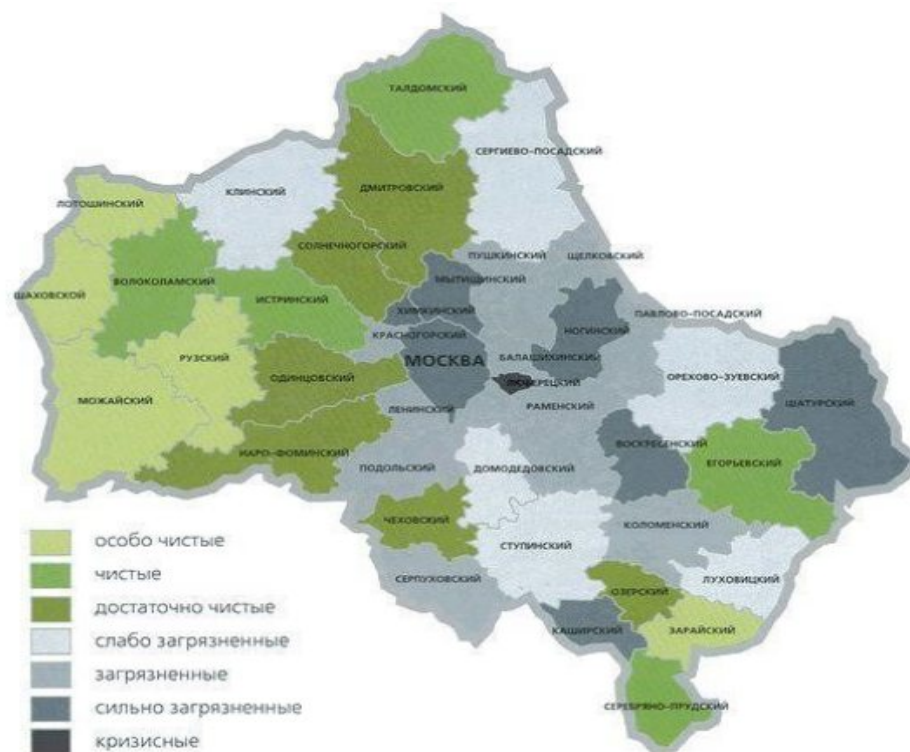 ТАЛДОМСКИЙ
СЕРГИЕВО-ПОСАДСКИЙ
КЛИНСКИЙ
ДМИТРОВСКИЙ
ЛОТОШИНСКИЙ
СОЛНЕЧНОГОРСКИЙ
ПУШКИНСКИЙ
ЩЕЛКОВСКИЙ
МЫТИЩИНСКИЙ
ВОЛОКОЛАМСКИЙ
ШАХОВСКОЙ
ИСТРИНСКИЙ
ХИМКИНСКИЙ
ПАВЛОВО-ПОСАДСКИЙ
НОГИНСКИЙ
КРАСНОГОРСКИЙ
РУЗСКИЙ
МОСКВА
БАЛАШИХИНСКИЙ
ОДИНЦОВСКИЙ
ЛЮБЕРЕЦКИЙ
ОРЕХОВО-ЗУЕВСКИЙ
МОЖАЙСКИЙ
ЛЕНИНСКИЙ
РАМЕНСКИЙ
ШАТУРСКИЙ
НАРО-ФОМИНСКИЙ
ВОСКРЕСЕНСКИЙ
ПОДОЛЬСКИЙ
ДОМОДЕДОВСКИЙ
ЕГОРЬЕВСКИЙ
ЧЕХОВСКИЙ
КОЛОМЕНСКИЙ
СТУПИНСКИЙ
СЕРПУХОВСКИЙ
ЛУХОВИЦКИЙ
ОЗЕРСКИЙ
КАШИРСКИЙ
ЗАРАЙСКИЙ
СЕРЕБРЯНО-ПРУДСКИЙ
особо чистые
чистые
достаточно чистые
слабо загрязненные
загрязненные
сильно загрязненные
кризисные